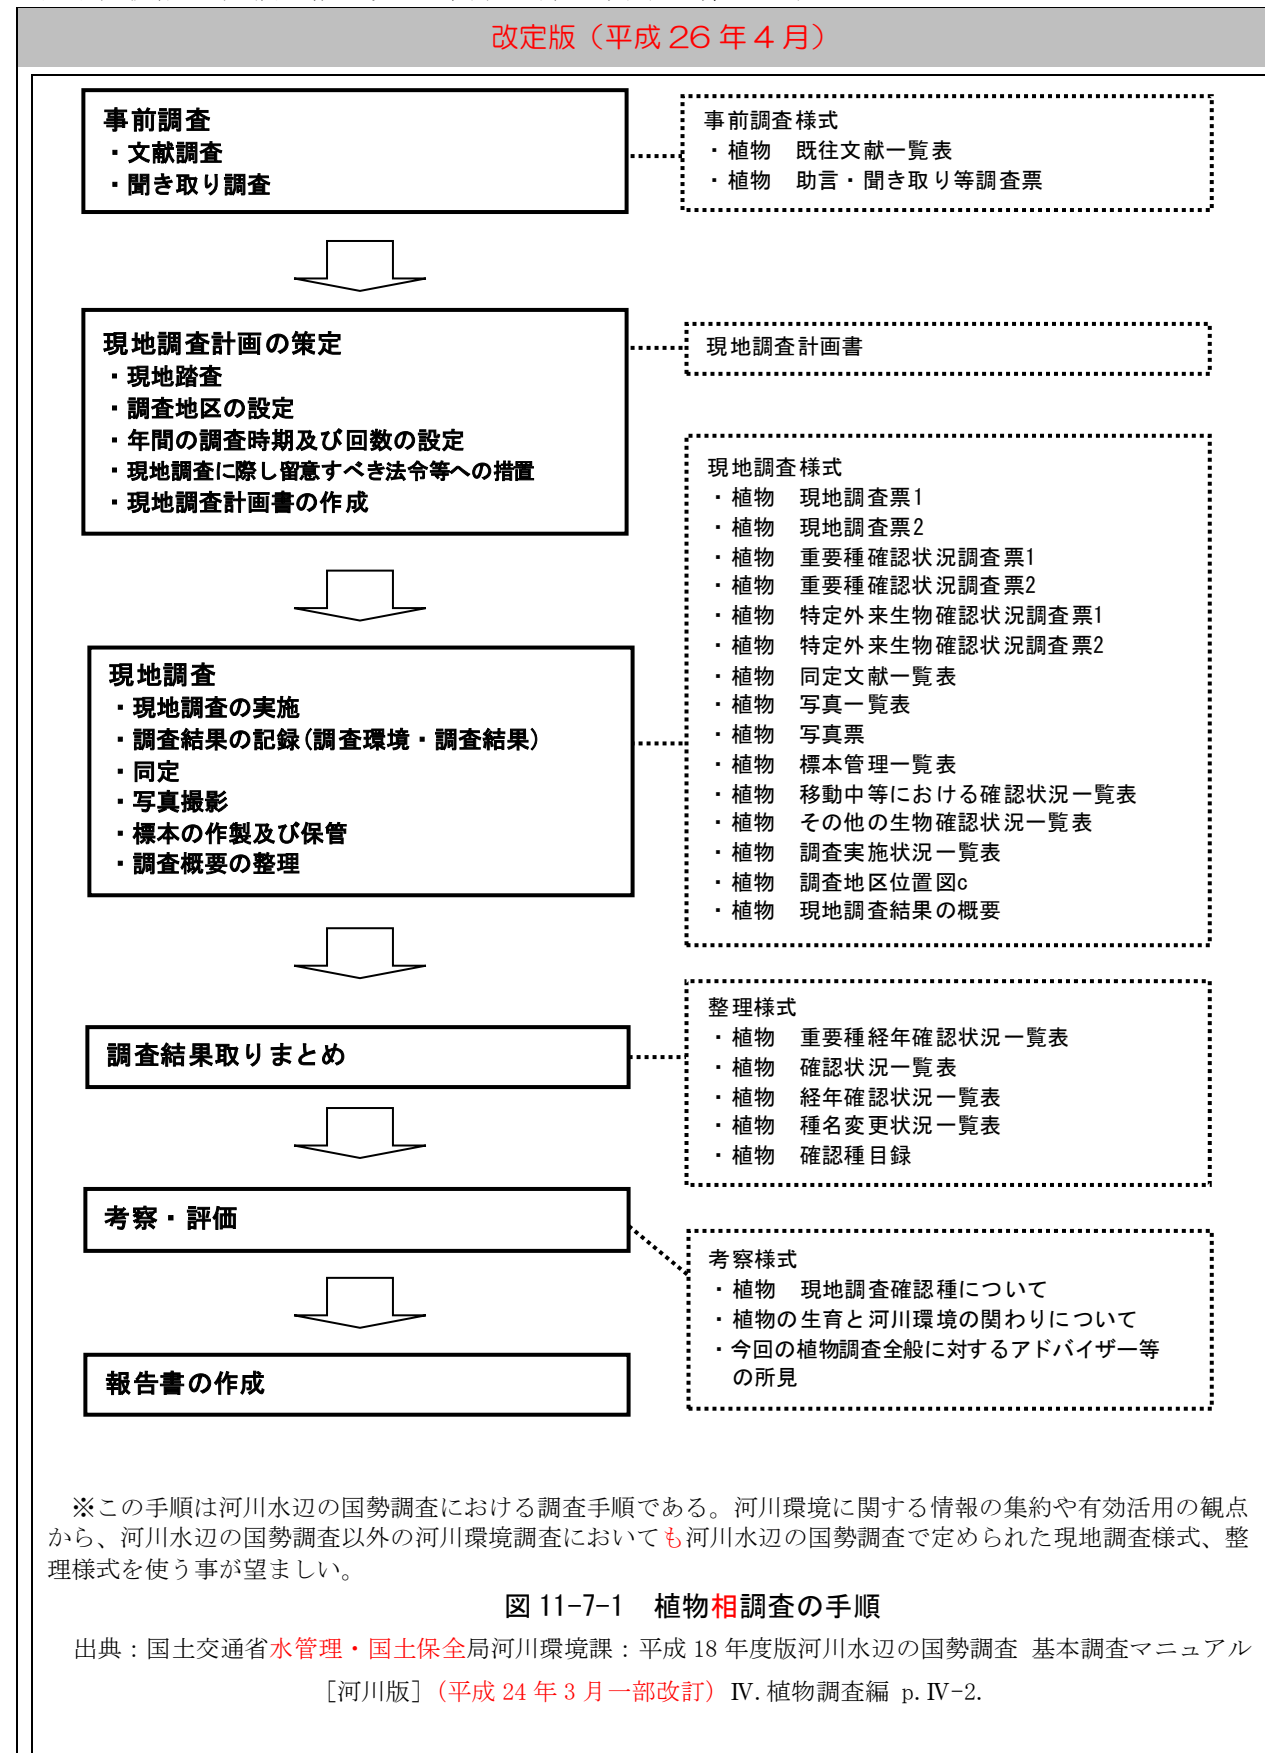 改定版（平成 26 年 4 月）
事前調査
・文献調査
・聞き取り調査
事前調査様式
・植物　既往文献一覧表
・植物　助言・聞き取り等調査票
現地調査計画の策定
・現地踏査
・調査地区の設定
・年間の調査時期及び回数の設定
・現地調査に際し留意すべき法令等への措置
・現地調査計画書の作成
現地調査計画書
現地調査
・現地調査の実施
・調査結果の記録(調査環境・調査結果)
・同定
・写真撮影
・標本の作製及び保管
・調査概要の整理
現地調査様式
・植物　現地調査票1
・植物　現地調査票2
・植物　重要種確認状況調査票1
・植物　重要種確認状況調査票2
・植物　特定外来生物確認状況調査票1
・植物　特定外来生物確認状況調査票2
・植物　同定文献一覧表
・植物　写真一覧表
・植物　写真票
・植物　標本管理一覧表
・植物　移動中等における確認状況一覧表
・植物　その他の生物確認状況一覧表
・植物　調査実施状況一覧表
・植物　調査地区位置図c
・植物　現地調査結果の概要
調査結果取りまとめ
整理様式
・植物　重要種経年確認状況一覧表
・植物　確認状況一覧表
・植物　経年確認状況一覧表
・植物　種名変更状況一覧表
・植物　確認種目録
考察・評価
考察様式
・植物　現地調査確認種について
・植物の生育と河川環境の関わりについて
・今回の植物調査全般に対するアドバイザー等
の所見
報告書の作成
※この手順は河川水辺の国勢調査における調査手順である。河川環境に関する情報の集約や有効活用の観点
から、河川水辺の国勢調査以外の河川環境調査においても河川水辺の国勢調査で定められた現地調査様式、整
理様式を使う事が望ましい。
図 11-7-1　植物相調査の手順
出典：国土交通省水管理・国土保全局河川環境課：平成 18 年度版河川水辺の国勢調査 基本調査マニュアル
［河川版］（平成 24 年 3 月一部改訂）Ⅳ.植物調査編 p.Ⅳ-2.